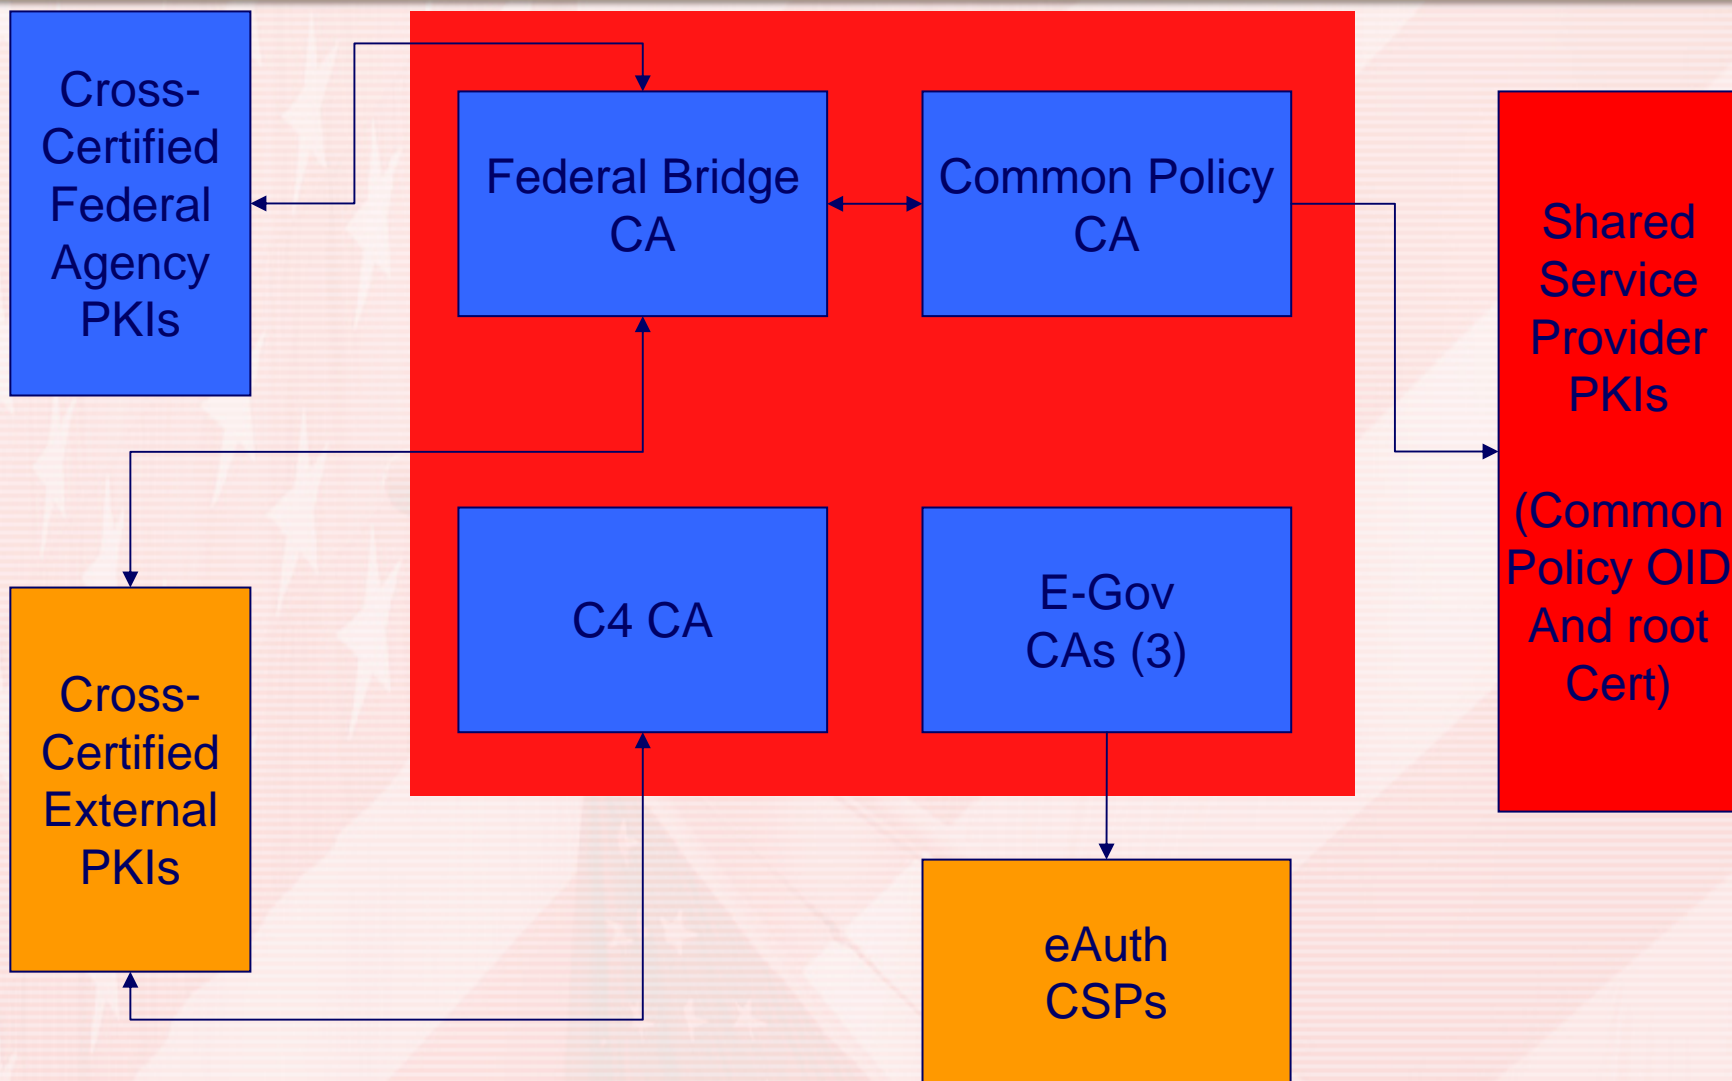 Cross-
Certified
Federal
Agency
PKIs
Federal Bridge
CA
Common Policy
CA
Shared
Service
Provider
PKIs
(Common
Policy OID
And root
Cert)
C4 CA
E-Gov
CAs (3)
Cross-
Certified
External
PKIs
eAuth
CSPs